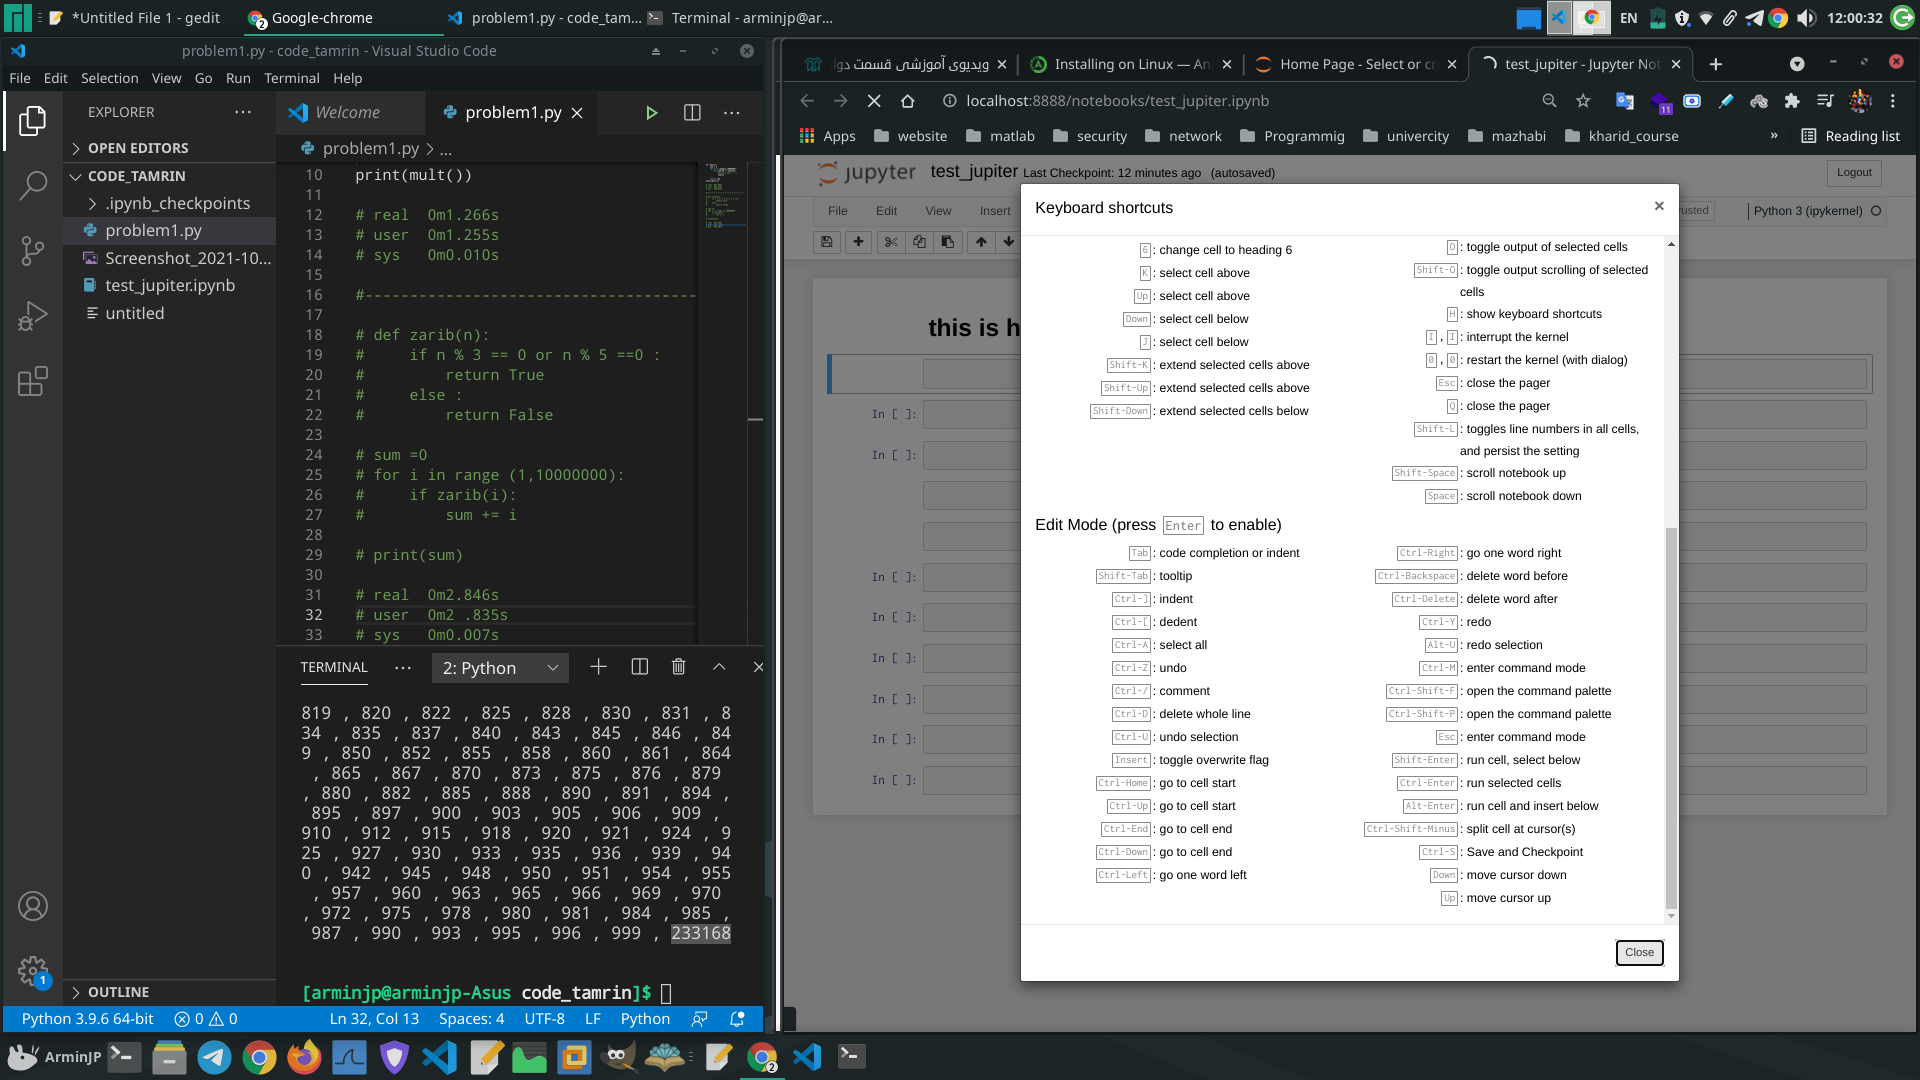 *Untitled File 1 - gedit
Google-chrome
problem1.py - code_tam...
Terminal - arminjp@ar...
EN
12:00:32
problem1.py - code_tamrin - Visual Studio Code
File Edit Selection View Go Run Terminal Help
EXPLORER
OPEN EDITORS
CODE_TAMRIN
.ipynb_checkpoints
problem1.py
Screenshot_2021-10...
test_jupiter.ipynb
untitled
OUTLINE
Welcome
problem1.py
problem1.py > ...
10 print(mult())
11
12 # real 0m1.266s
13 # user 0m1.255s
14 # sys 0m0.010s
15
16 #-------------------------------------
17
18 # def zarib(n):
19 # if n % 3 == 0 or n % 5 ==0 :
20 # return True
21 # else :
22 # return False
23
24 # sum =0
25 # for i in range (1,10000000):
26 # if zarib(i):
27 # sum += i
28
29 # print(sum)
30
31 # real 0m2.846s
32 # user 0m2 .835s
33 # sys 0m0.007s
TERMINAL
2: Python
819 , 820 , 822 , 825 , 828 , 830 , 831 , 8
34 , 835 , 837 , 840 , 843 , 845 , 846 , 84
9 , 850 , 852 , 855 , 858 , 860 , 861 , 864
, 865 , 867 , 870 , 873 , 875 , 876 , 879
, 880 , 882 , 885 , 888 , 890 , 891 , 894 ,
895 , 897 , 900 , 903 , 905 , 906 , 909 ,
910 , 912 , 915 , 918 , 920 , 921 , 924 , 9
25 , 927 , 930 , 933 , 935 , 936 , 939 , 94
0 , 942 , 945 , 948 , 950 , 951 , 954 , 955
, 957 , 960 , 963 , 965 , 966 , 969 , 970
, 972 , 975 , 978 , 980 , 981 , 984 , 985 ,
987 , 990 , 993 , 995 , 996 , 999 , 233168
[arminjp@arminjp-Asus code_tamrin]$
1
Python 3.9.6 64-bit
0 0
Ln 32, Col 13
Spaces: 4
UTF-8
LF
Python
ویدیوی آموزشی قسمت دوا
Installing on Linux — An
Home Page - Select or cr
test_jupiter - Jupyter Not
localhost:8888/notebooks/test_jupiter.ipynb
11
Apps
website
matlab
security
network
Programmig
univercity
mazhabi
kharid_course
»
Reading list
jupyter
test_jupiter Last Checkpoint: 12 minutes ago (autosaved)
Logout
File Edit View Insert
rusted
Python 3 (ipykernel)
this is h
In [ ]:
In [ ]:
In [ ]:
In [ ]:
In [ ]:
In [ ]:
In [ ]:
In [ ]:
Keyboard shortcuts
×
6 : change cell to heading 6
K : select cell above
Up : select cell above
Down : select cell below
J : select cell below
Shift-K : extend selected cells above
Shift-Up : extend selected cells above
Shift-Down : extend selected cells below
O : toggle output of selected cells
Shift-O : toggle output scrolling of selected
cells
H : show keyboard shortcuts
I , I : interrupt the kernel
0 , 0 : restart the kernel (with dialog)
Esc : close the pager
Q : close the pager
Shift-L : toggles line numbers in all cells,
and persist the setting
Shift-Space : scroll notebook up
Space : scroll notebook down
Edit Mode (press Enter to enable)
Tab : code completion or indent
Shift-Tab : tooltip
Ctrl-] : indent
Ctrl-[ : dedent
Ctrl-A : select all
Ctrl-Z : undo
Ctrl-/ : comment
Ctrl-D : delete whole line
Ctrl-U : undo selection
Insert : toggle overwrite flag
Ctrl-Home : go to cell start
Ctrl-Up : go to cell start
Ctrl-End : go to cell end
Ctrl-Down : go to cell end
Ctrl-Left : go one word left
Ctrl-Right : go one word right
Ctrl-Backspace : delete word before
Ctrl-Delete : delete word after
Ctrl-Y : redo
Alt-U : redo selection
Ctrl-M : enter command mode
Ctrl-Shift-F : open the command palette
Ctrl-Shift-P : open the command palette
Esc : enter command mode
Shift-Enter : run cell, select below
Ctrl-Enter : run selected cells
Alt-Enter : run cell and insert below
Ctrl-Shift-Minus : split cell at cursor(s)
Ctrl-S : Save and Checkpoint
Down : move cursor down
Up : move cursor up
Close
ArminJP
2